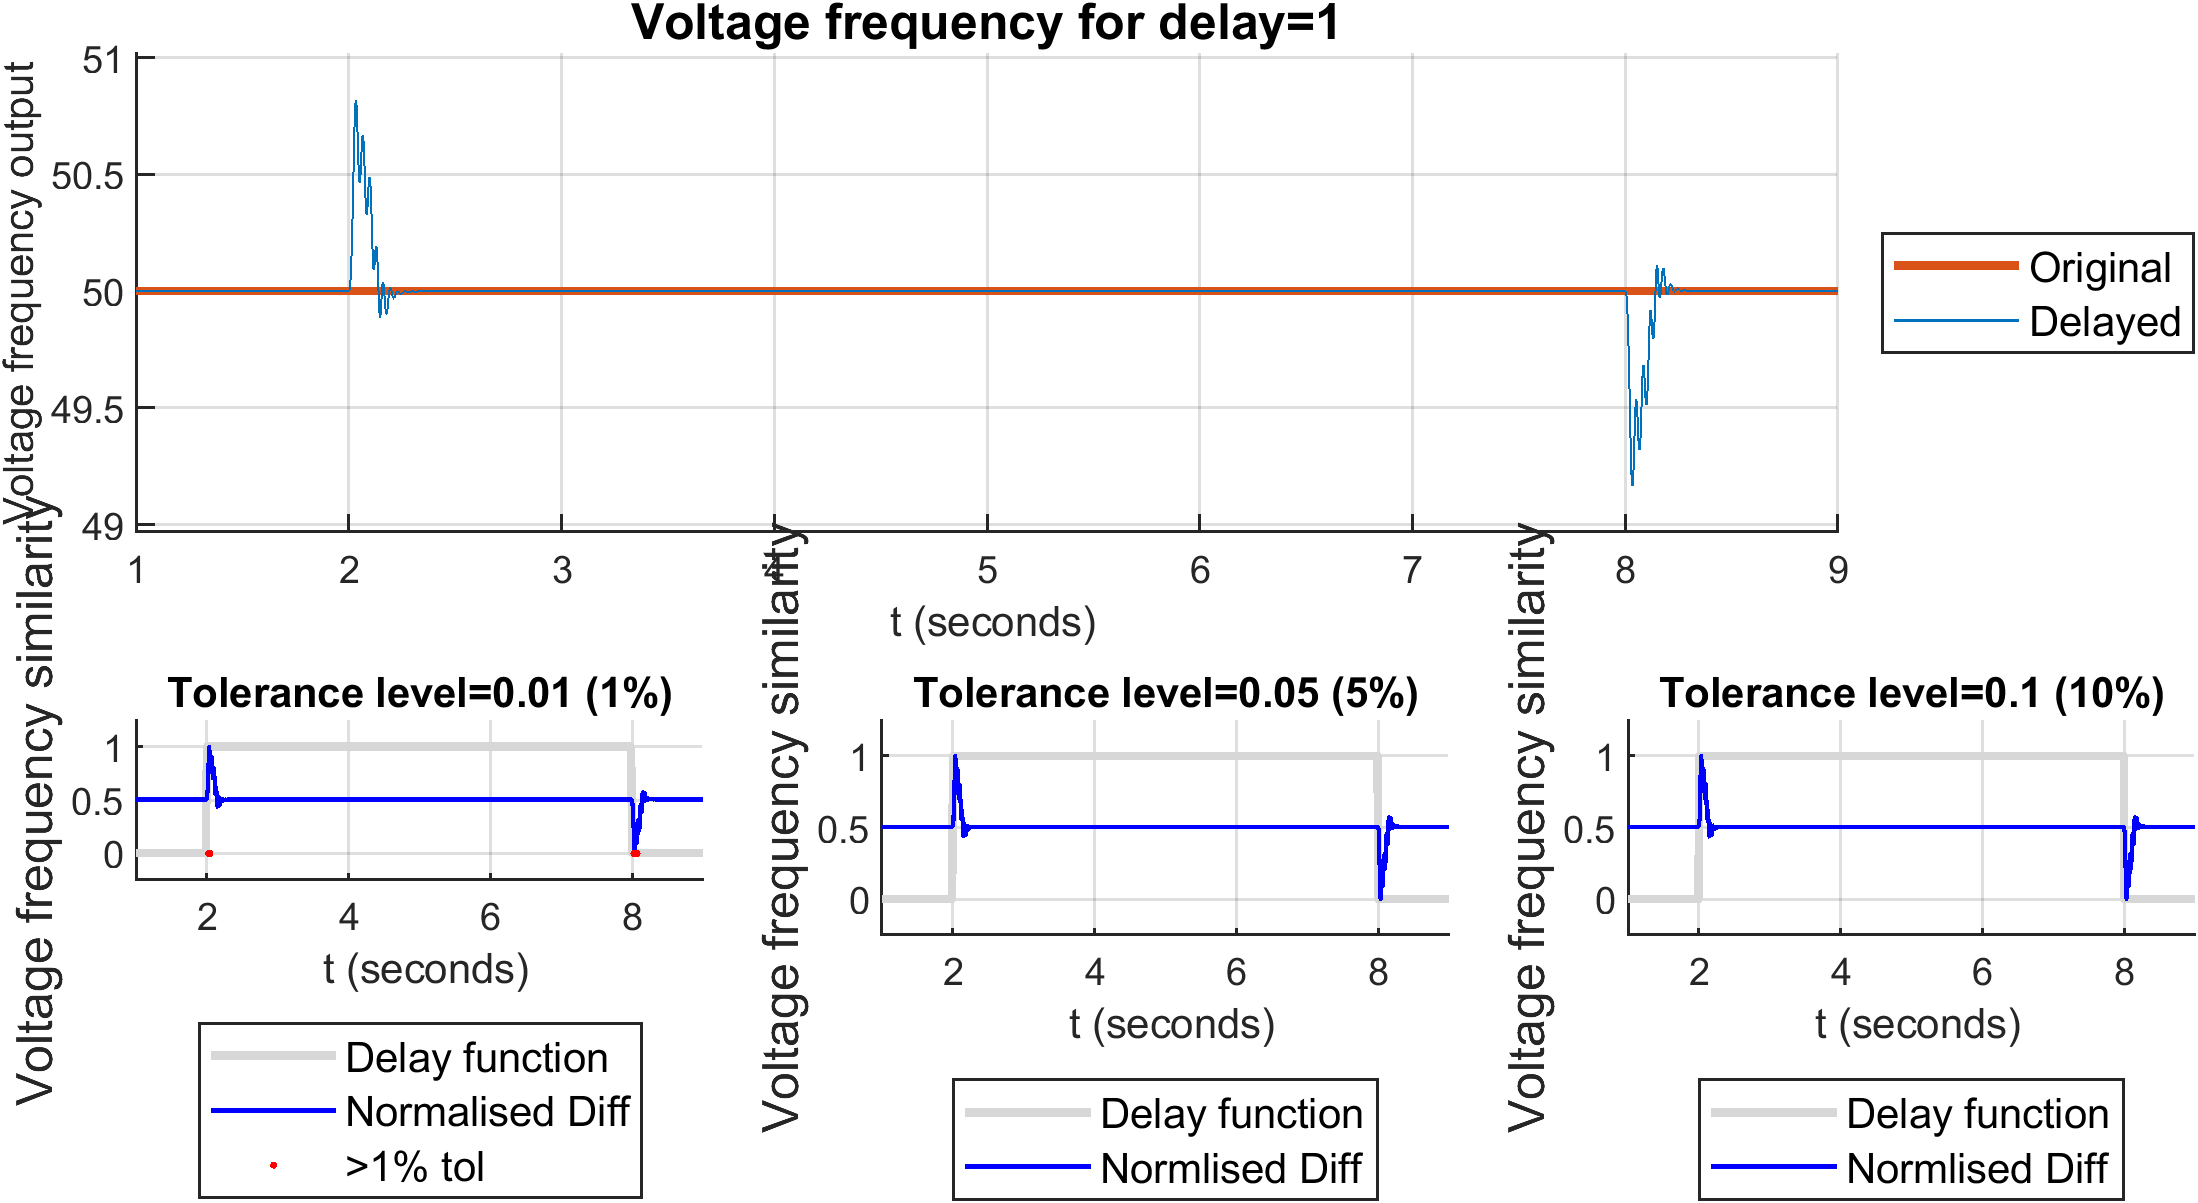 Voltage frequency for delay=1
Voltage frequency output
51
50.5
50
49.5
49
1
2
3
4
5
6
7
8
9
t (seconds)
Original
Delayed
Tolerance level=0.01 (1%)
Voltage frequency similarity
1
0.5
0
2
4
6
8
t (seconds)
Delay function
Normalised Diff
>1% tol
Tolerance level=0.05 (5%)
Voltage frequency similarity
1
0.5
0
2
4
6
8
t (seconds)
Delay function
Normlised Diff
Tolerance level=0.1 (10%)
Voltage frequency similarity
1
0.5
0
2
4
6
8
t (seconds)
Delay function
Normlised Diff